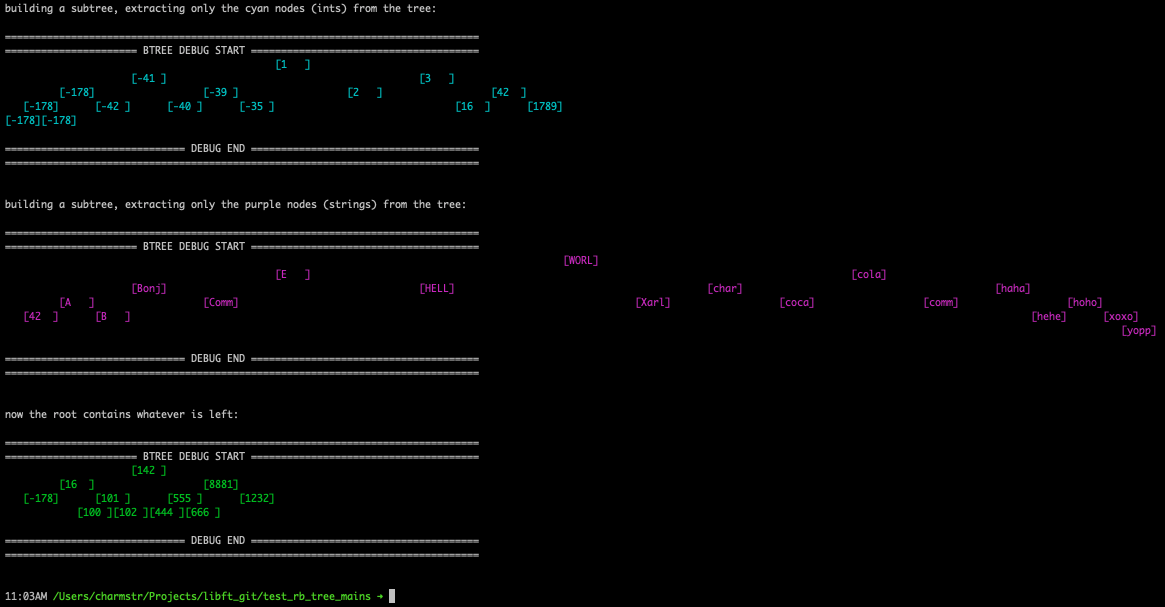 building a subtree, extracting only the cyan nodes (ints) from the tree:
===============================================================================
====================== BTREE DEBUG START ======================================
[1   ]
[-41 ] [3   ]
[-178] [-39 ] [2   ] [42  ]
[-178] [-42 ] [-40 ] [-35 ] [16  ] [1789]
[-178][-178]
============================== DEBUG END =======================================
===============================================================================
building a subtree, extracting only the purple nodes (strings) from the tree:
===============================================================================
====================== BTREE DEBUG START ======================================
[WORL]
[E   ] [cola]
[Bonj] [HELL] [char] [haha]
[A   ] [Comm] [Xarl] [coca] [comm] [hoho]
[42  ] [B   ] [hehe] [xoxo]
[yopp]
============================== DEBUG END =======================================
===============================================================================
now the root contains whatever is left:
===============================================================================
====================== BTREE DEBUG START ======================================
[142 ]
[16  ] [8881]
[-178] [101 ] [555 ] [1232]
[100 ][102 ][444 ][666 ]
============================== DEBUG END =======================================
===============================================================================
11:03AM /Users/charmstr/Projects/libft_git/test_rb_tree_mains →